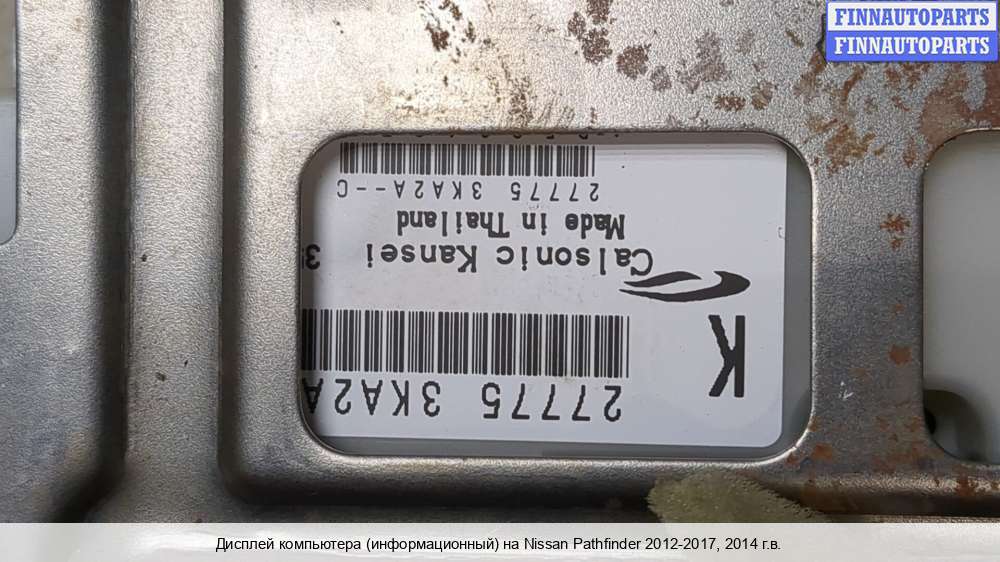 FINNAUTOPARTS
FINNAUTOPARTS
K
27775 3KA2A
Calsonic Kansei
Made in Thailand
27775 3KA2A--C
Дисплей компьютера (информационный) на Nissan Pathfinder 2012-2017, 2014 г.в.